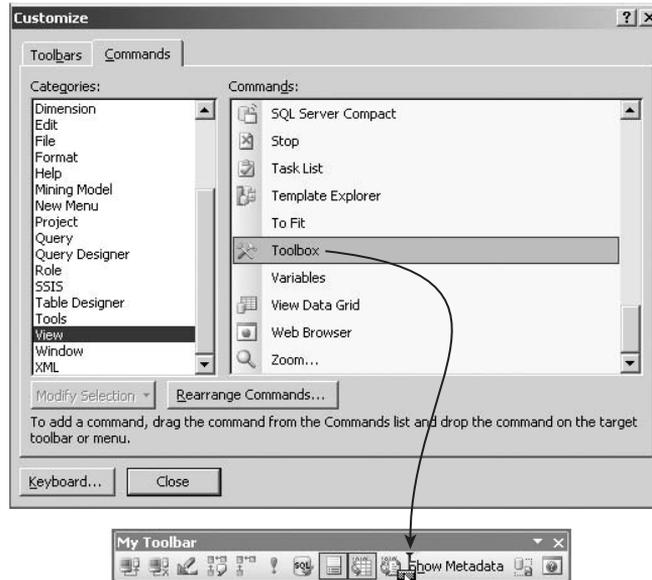 Customize
Toolbars Commands
Categories:
Dimension
Edit
File
Format
Help
Mining Model
New Menu
Project
Query
Query Designer
Role
SSIS
Table Designer
Tools
View
Window
XML
Commands:
SQL Server Compact
Stop
Task List
Template Explorer
To Fit
Toolbox
Variables
View Data Grid
Web Browser
Zoom...
Modify Selection
Rearrange Commands...
To add a command, drag the command from the Commands list and drop the command on the target
toolbar or menu.
Keyboard...
Close
My Toolbar
SQL
Show Metadata